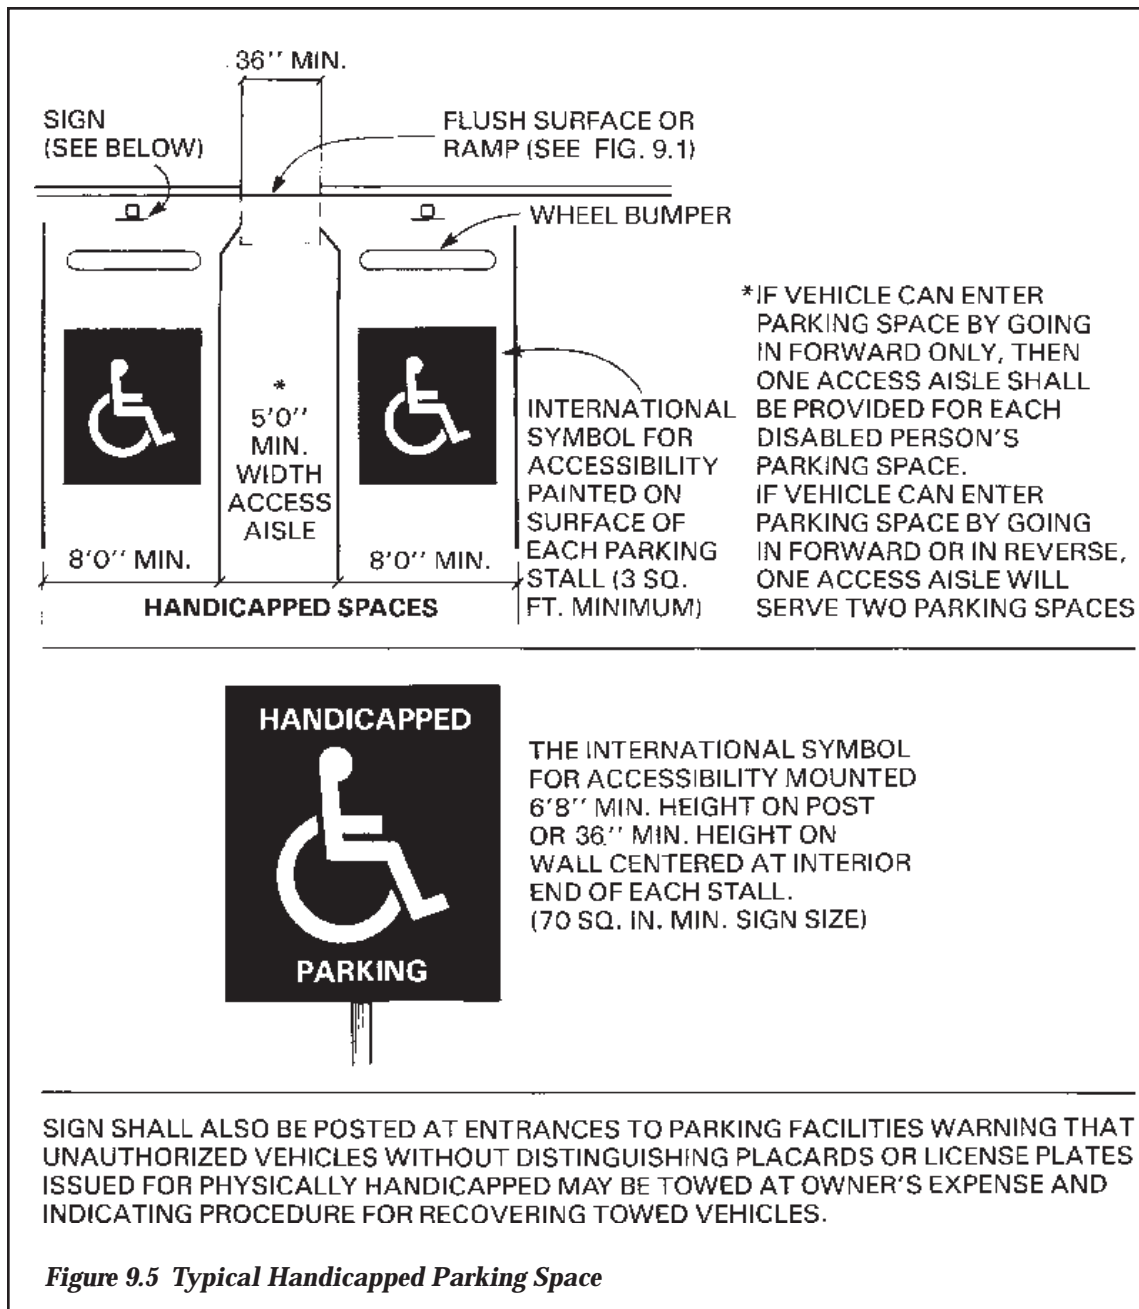 36'' MIN.
SIGN
(SEE BELOW)
FLUSH SURFACE OR
RAMP (SEE FIG. 9.1)
WHEEL BUMPER
*
5'0''
MIN.
WIDTH
ACCESS
AISLE
8'0'' MIN.
8'0'' MIN.
HANDICAPPED SPACES
INTERNATIONAL
SYMBOL FOR
ACCESSIBILITY
PAINTED ON
SURFACE OF
EACH PARKING
STALL (3 SQ.
FT. MINIMUM)
*IF VEHICLE CAN ENTER
PARKING SPACE BY GOING
IN FORWARD ONLY, THEN
ONE ACCESS AISLE SHALL
BE PROVIDED FOR EACH
DISABLED PERSON'S
PARKING SPACE.
IF VEHICLE CAN ENTER
PARKING SPACE BY GOING
IN FORWARD OR IN REVERSE,
ONE ACCESS AISLE WILL
SERVE TWO PARKING SPACES
HANDICAPPED
PARKING
THE INTERNATIONAL SYMBOL
FOR ACCESSIBILITY MOUNTED
6'8'' MIN. HEIGHT ON POST
OR 36'' MIN. HEIGHT ON
WALL CENTERED AT INTERIOR
END OF EACH STALL.
(70 SQ. IN. MIN. SIGN SIZE)
SIGN SHALL ALSO BE POSTED AT ENTRANCES TO PARKING FACILITIES WARNING THAT
UNAUTHORIZED VEHICLES WITHOUT DISTINGUISHING PLACARDS OR LICENSE PLATES
ISSUED FOR PHYSICALLY HANDICAPPED MAY BE TOWED AT OWNER'S EXPENSE AND
INDICATING PROCEDURE FOR RECOVERING TOWED VEHICLES.
Figure 9.5 Typical Handicapped Parking Space